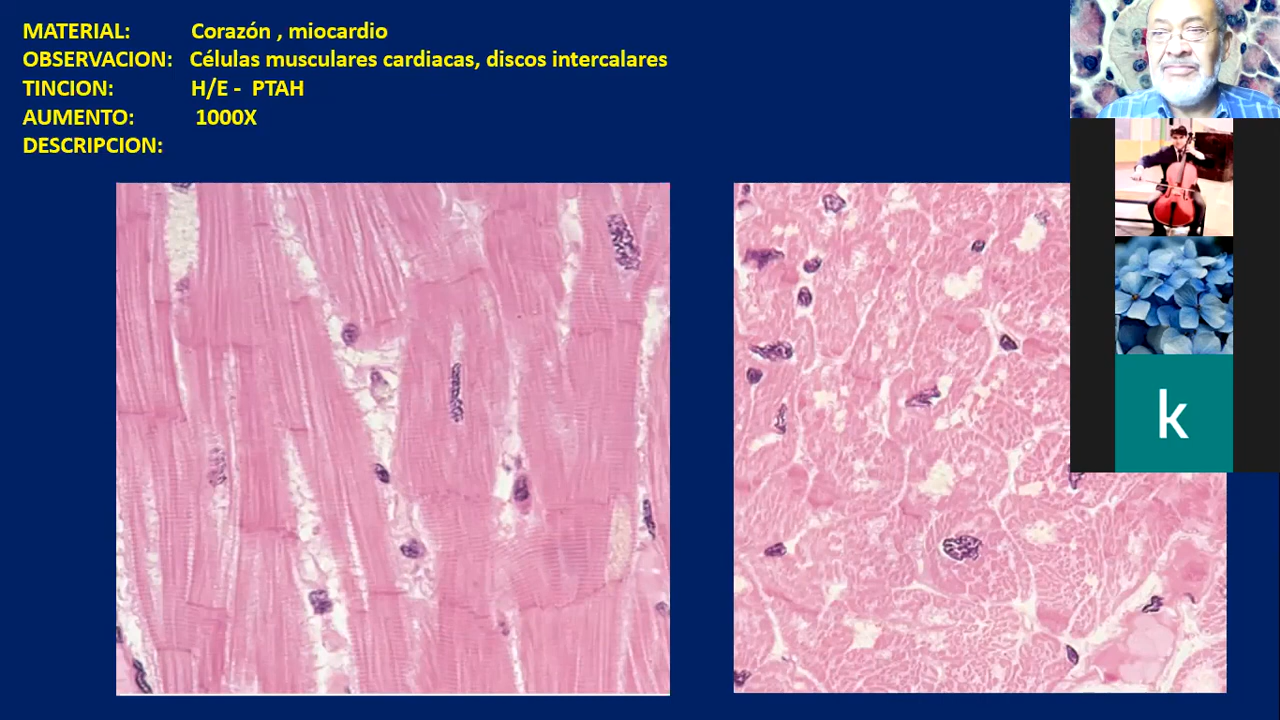 MATERIAL: Corazón , miocardio
OBSERVACION: Células musculares cardiacas, discos intercalares
TINCION: H/E - PTAH
AUMENTO: 1000X
DESCRIPCION:
k